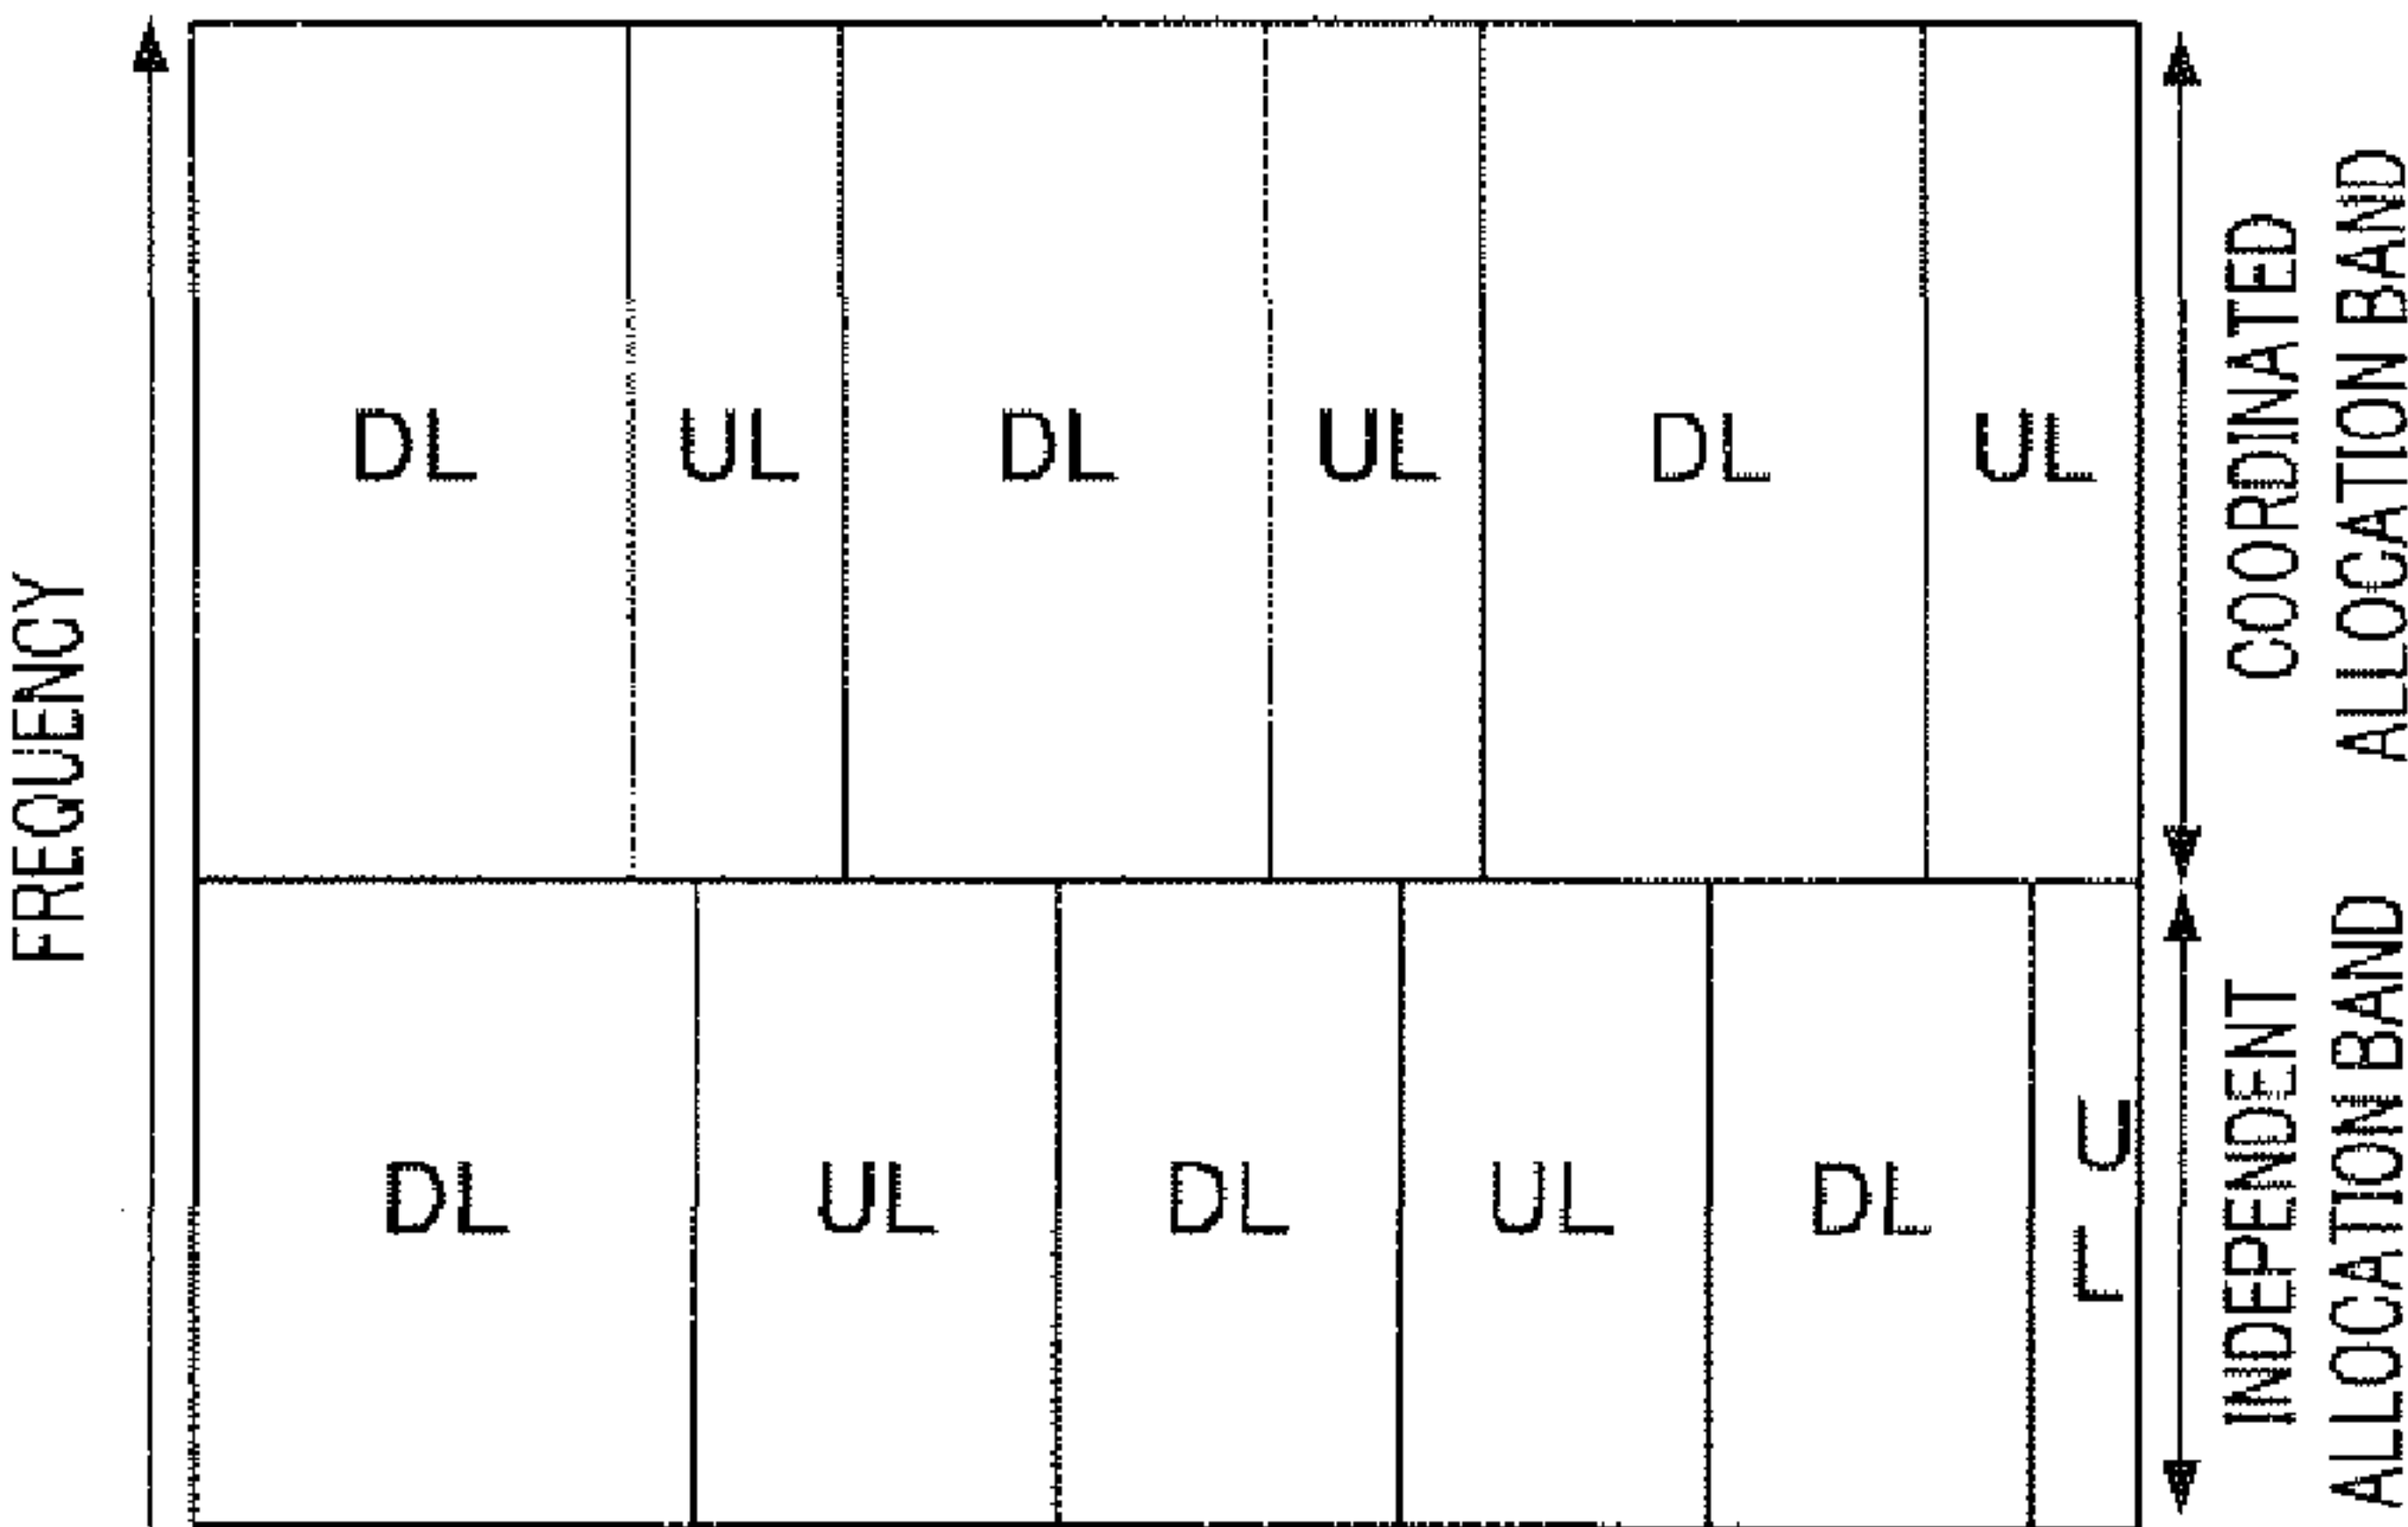 FREQUENCY
DL UL DL UL DL UL
COORDINATED
ALLOCATION BAND
DL UL DL UL DL UL
INDEPENDENT
ALLOCATION BAND